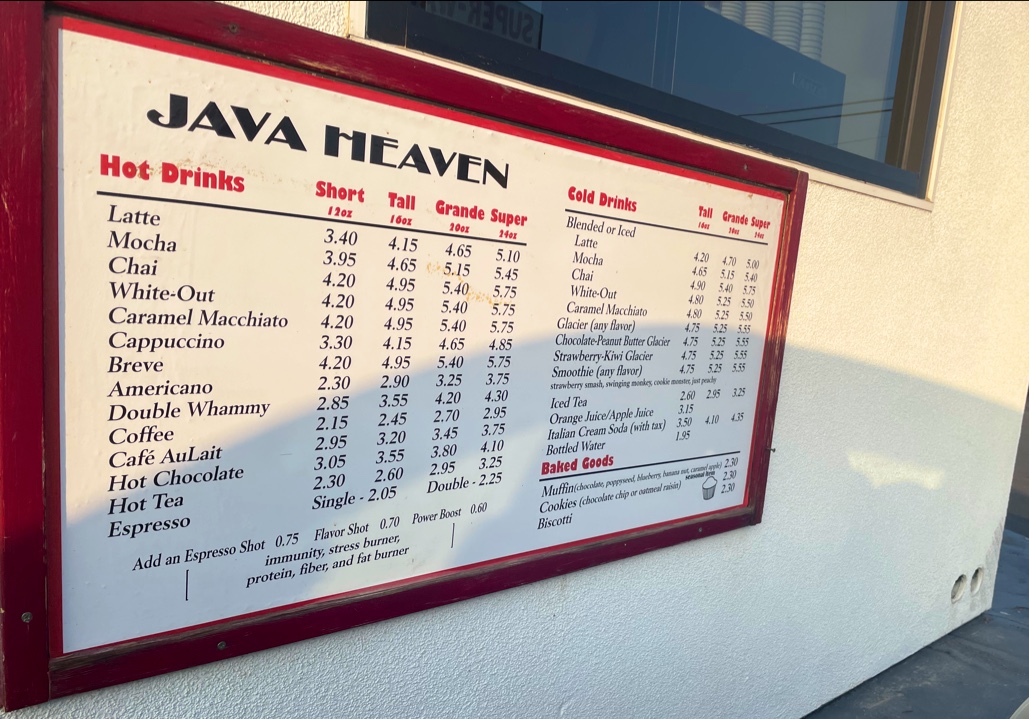 JAVA HEAVEN
Hot Drinks Short Tall Grande Super
12oz 16oz 20oz 24oz
Latte 3.40 4.15 4.65 5.10
Mocha 3.95 4.65 5.15 5.45
Chai 4.20 4.95 5.40 5.75
White-Out 4.20 4.95 5.40 5.75
Caramel Macchiato 4.20 4.95 5.40 5.75
Cappuccino 3.30 4.15 4.65 4.85
Breve 4.20 4.95 5.40 5.75
Americano 2.30 2.90 3.25 3.75
Double Whammy 2.85 3.55 4.20 4.30
Coffee 2.15 2.45 2.70 2.95
Café AuLait 2.95 3.20 3.45 3.75
Hot Chocolate 3.05 3.55 3.80 4.10
Hot Tea 2.30 2.60 2.95 3.25
Espresso Single - 2.05 Double - 2.25
Add an Espresso Shot 0.75 Flavor Shot 0.70 Power Boost 0.60
immunity, stress burner,
protein, fiber, and fat burner
Cold Drinks Tall Grande Super
16oz 20oz 24oz
Blended or Iced
Latte 4.20 4.70 5.00
Mocha 4.65 5.15 5.40
Chai 4.90 5.40 5.75
White-Out 4.80 5.25 5.50
Caramel Macchiato 4.80 5.25 5.50
Glacier (any flavor) 4.75 5.25 5.55
Chocolate-Peanut Butter Glacier 4.75 5.25 5.55
Strawberry-Kiwi Glacier 4.75 5.25 5.55
Smoothie (any flavor) 4.75 5.25 5.55
strawberry smash, swinging monkey, cookie monster, just peachy
Iced Tea 2.60 2.95 3.25
Orange Juice/Apple Juice 3.15
Italian Cream Soda (with tax) 3.50 4.10 4.35
Bottled Water 1.95
Baked Goods
Muffin(chocolate, poppyseed, blueberry, banana nut, caramel apple) 2.30
seasonal item
Cookies (chocolate chip or oatmeal raisin) 2.30
Biscotti 2.30